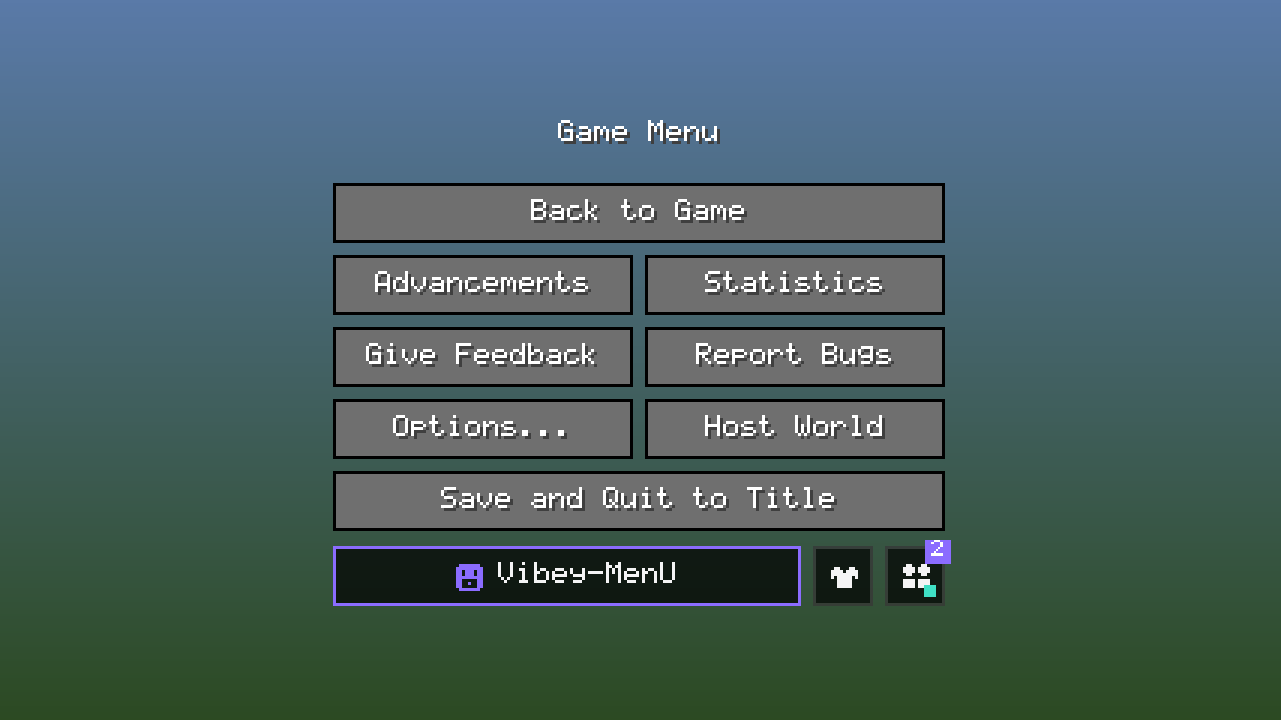 Game Menu
Back to Game
Advancements
Statistics
Give Feedback
Report Bugs
Options...
Host World
Save and Quit to Title
Vibey-MenU
2